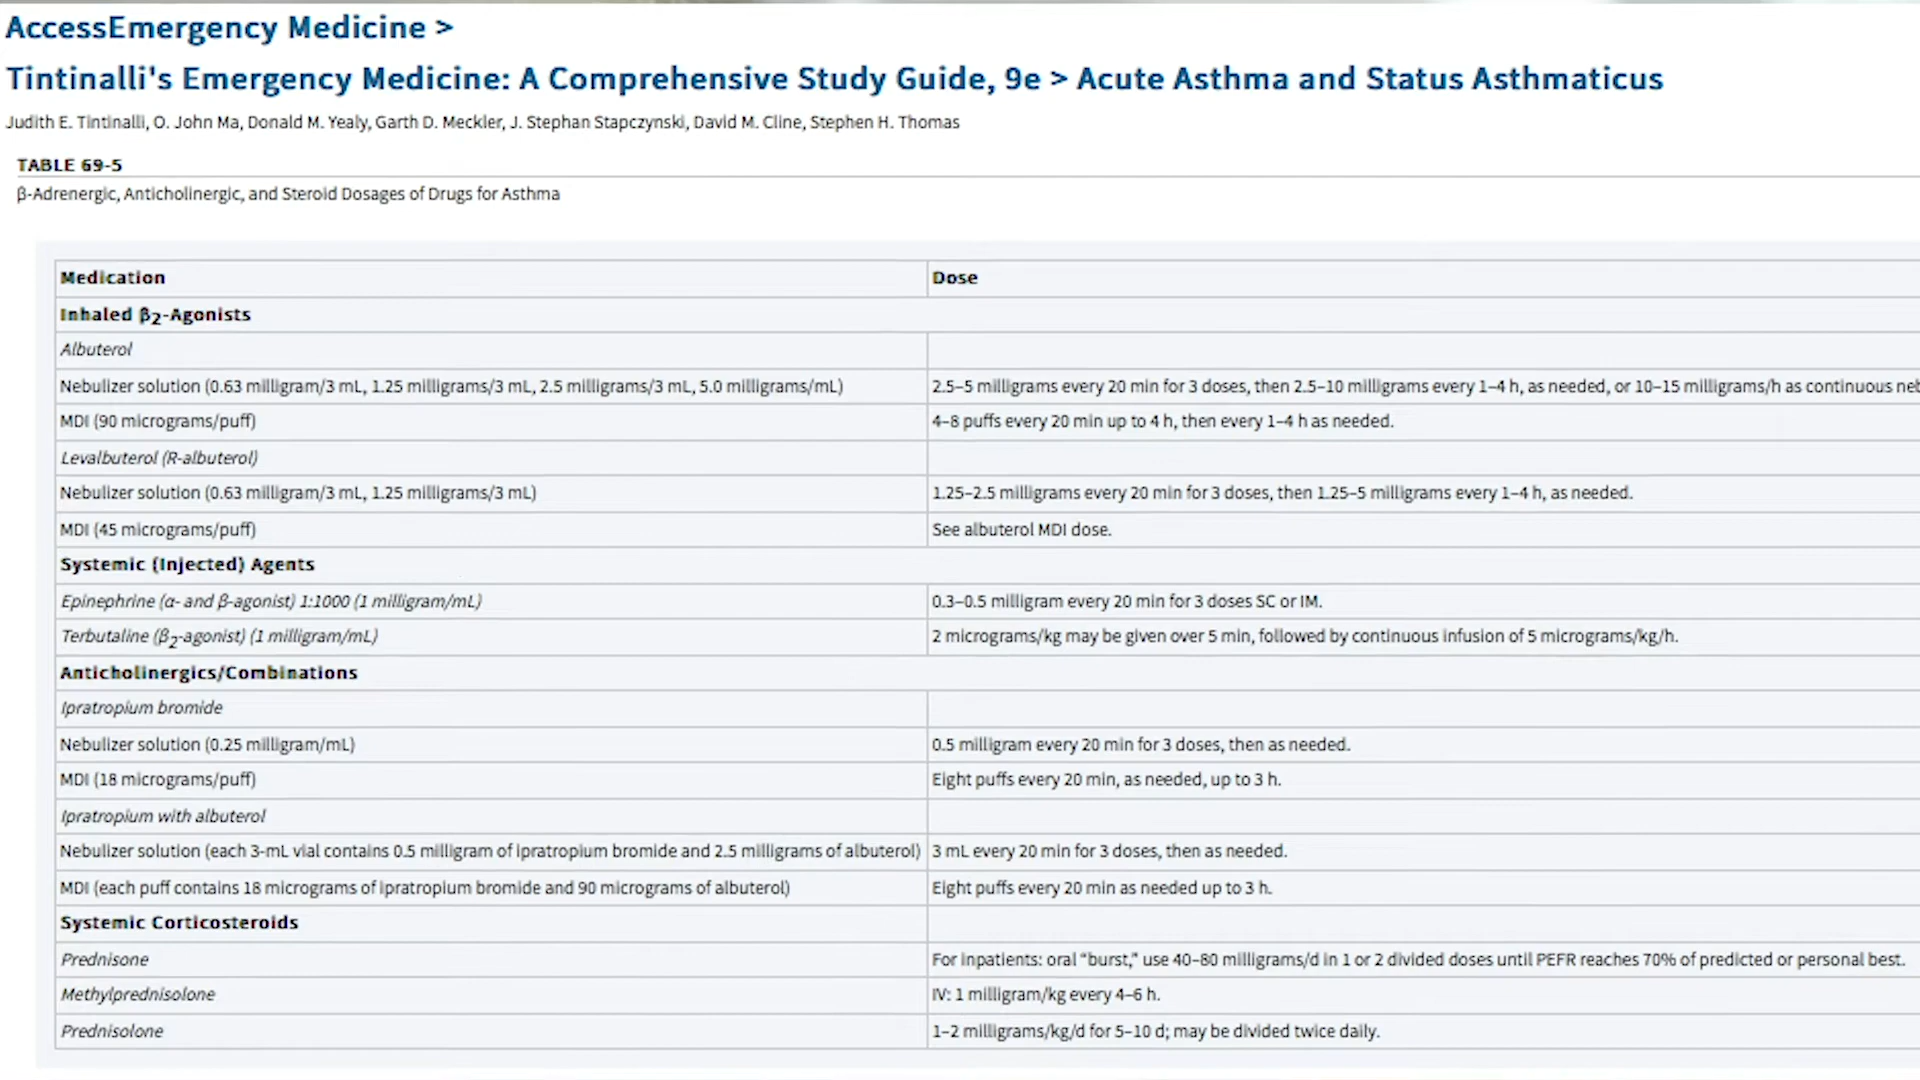 AccessEmergency Medicine >
Tintinalli's Emergency Medicine: A Comprehensive Study Guide, 9e > Acute Asthma and Status Asthmaticus
Judith E. Tintinalli, O. John Ma, Donald M. Yealy, Garth D. Meckler, J. Stephan Stapczynski, David M. Cline, Stephen H. Thomas
TABLE 69-5
β-Adrenergic, Anticholinergic, and Steroid Dosages of Drugs for Asthma
Medication Dose
Inhaled β2-Agonists
Albuterol
Nebulizer solution (0.63 milligram/3 mL, 1.25 milligrams/3 mL, 2.5 milligrams/3 mL, 5.0 milligrams/mL) 2.5–5 milligrams every 20 min for 3 doses, then 2.5–10 milligrams every 1–4 h, as needed, or 10–15 milligrams/h as continuous
MDI (90 micrograms/puff) 4–8 puffs every 20 min up to 4 h, then every 1–4 h as needed.
Levalbuterol (R-albuterol)
Nebulizer solution (0.63 milligram/3 mL, 1.25 milligrams/3 mL) 1.25–2.5 milligrams every 20 min for 3 doses, then 1.25–5 milligrams every 1–4 h, as needed.
MDI (45 micrograms/puff) See albuterol MDI dose.
Systemic (Injected) Agents
Epinephrine (α- and β-agonist) 1:1000 (1 milligram/mL) 0.3–0.5 milligram every 20 min for 3 doses SC or IM.
Terbutaline (β2-agonist) (1 milligram/mL) 2 micrograms/kg may be given over 5 min, followed by continuous infusion of 5 micrograms/kg/h.
Anticholinergics/Combinations
Ipratropium bromide
Nebulizer solution (0.25 milligram/mL) 0.5 milligram every 20 min for 3 doses, then as needed.
MDI (18 micrograms/puff) Eight puffs every 20 min, as needed, up to 3 h.
Ipratropium with albuterol
Nebulizer solution (each 3-mL vial contains 0.5 milligram of ipratropium bromide and 2.5 milligrams of albuterol) 3 mL every 20 min for 3 doses, then as needed.
MDI (each puff contains 18 micrograms of ipratropium bromide and 90 micrograms of albuterol) Eight puffs every 20 min as needed up to 3 h.
Systemic Corticosteroids
Prednisone For inpatients: oral "burst," use 40–80 milligrams/d in 1 or 2 divided doses until PEFR reaches 70% of predicted or personal best.
Methylprednisolone IV: 1 milligram/kg every 4–6 h.
Prednisolone 1–2 milligrams/kg/d for 5–10 d; may be divided twice daily.